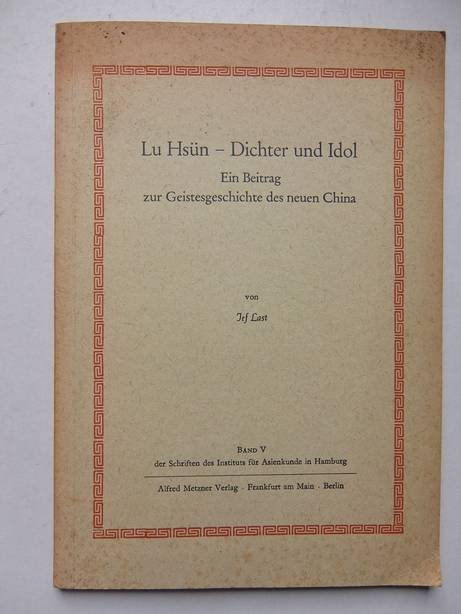 Lu Hsün – Dichter und Idol
Ein Beitrag
zur Geistesgeschichte des neuen China
von
Jef Last
BAND V
der Schriften des Instituts für Asienkunde in Hamburg
Alfred Metzner Verlag · Frankfurt am Main · Berlin